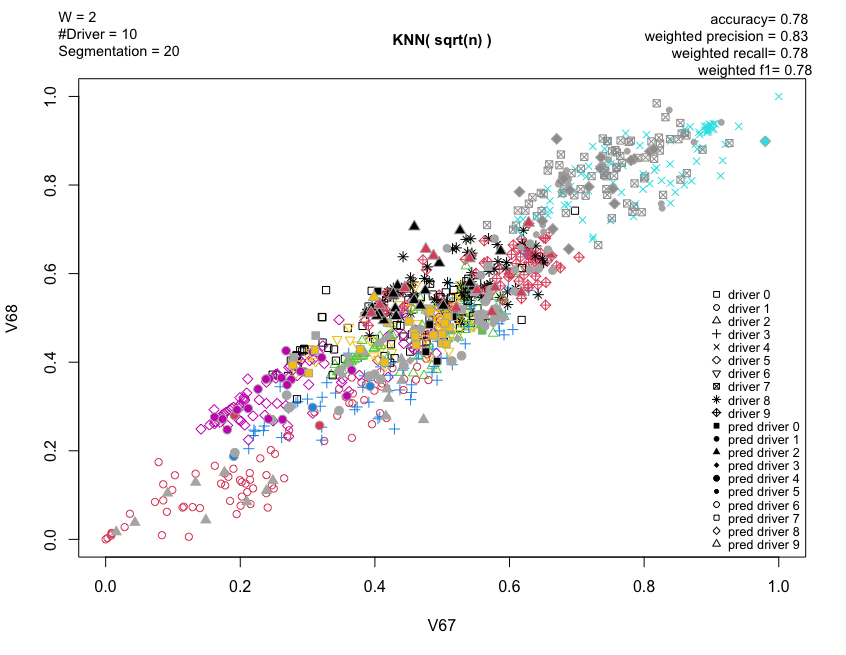 W = 2
#Driver = 10
Segmentation = 20
KNN( sqrt(n) )
accuracy= 0.78
weighted precision = 0.83
weighted recall= 0.78
weighted f1= 0.78
V68
1.0
0.8
0.6
0.4
0.2
0.0
driver 0
driver 1
driver 2
driver 3
driver 4
driver 5
driver 6
driver 7
driver 8
driver 9
pred driver 0
pred driver 1
pred driver 2
pred driver 3
pred driver 4
pred driver 5
pred driver 6
pred driver 7
pred driver 8
pred driver 9
0.0 0.2 0.4 0.6 0.8 1.0
V67